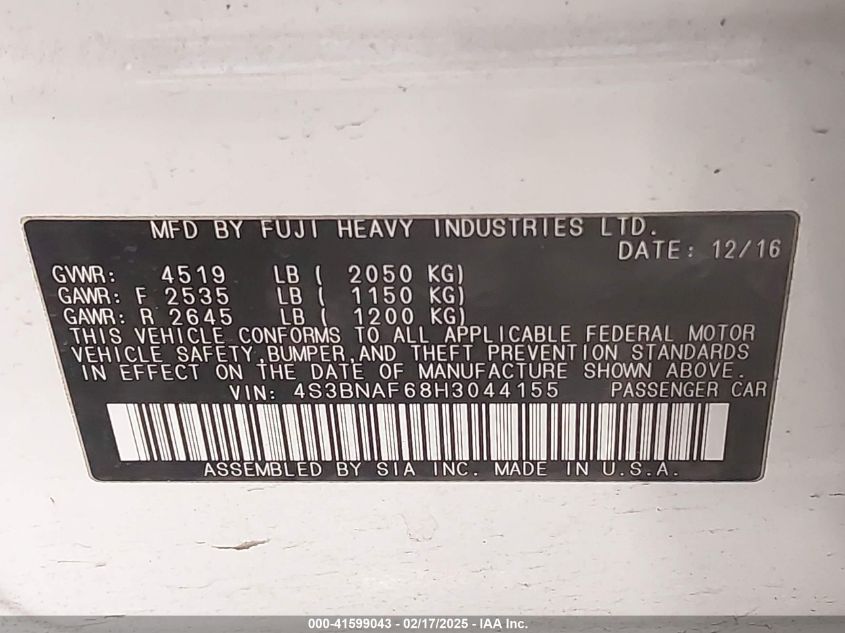 MFD BY FUJI HEAVY INDUSTRIES LTD.
DATE: 12/16
GVWR: 4519 LB ( 2050 KG)
GAWR: F 2535 LB ( 1150 KG)
GAWR: R 2645 LB ( 1200 KG)
THIS VEHICLE CONFORMS TO ALL APPLICABLE FEDERAL MOTOR
VEHICLE SAFETY,BUMPER,AND THEFT PREVENTION STANDARDS
IN EFFECT ON THE DATE OF MANUFACTURE SHOWN ABOVE.
VIN: 4S3BNAF68H3044155 PASSENGER CAR
ASSEMBLED BY SIA INC. MADE IN U.S.A.
000-41599043 - 02/17/2025 - IAA Inc.